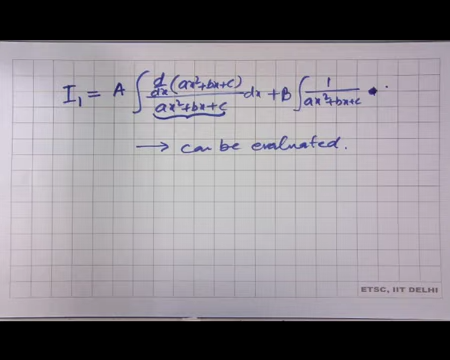 I₁ = A ∫ (d/dx (ax²+bx+c))/(ax²+bx+c) dx + B ∫ 1/(ax²+bx+c)
→ can be evaluated.
ETSC, IIT DELHI